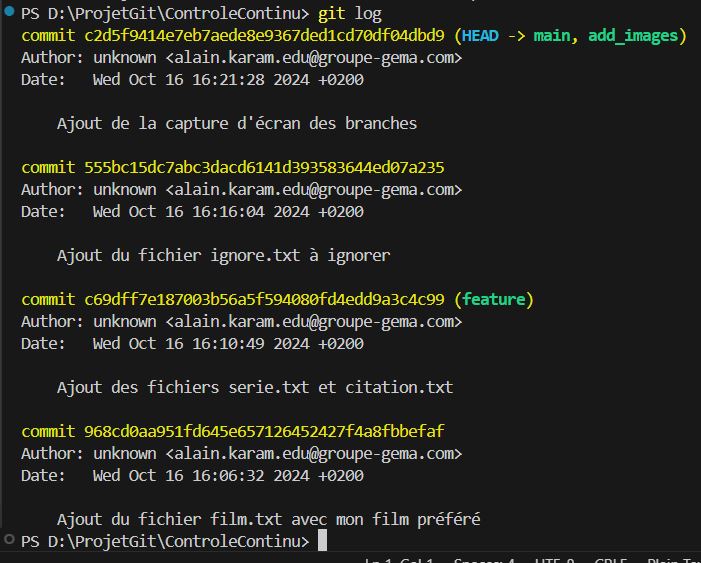 PS D:\ProjetGit\ControleContinu> git log
commit c2d5f9414e7eb7aede8e9367ded1cd70df04dbd9 (HEAD -> main, add_images)
Author: unknown <alain.karam.edu@groupe-gema.com>
Date:   Wed Oct 16 16:21:28 2024 +0200
Ajout de la capture d'écran des branches
commit 555bc15dc7abc3dacd6141d393583644ed07a235
Author: unknown <alain.karam.edu@groupe-gema.com>
Date:   Wed Oct 16 16:16:04 2024 +0200
Ajout du fichier ignore.txt à ignorer
commit c69dff7e187003b56a5f594080fd4edd9a3c4c99 (feature)
Author: unknown <alain.karam.edu@groupe-gema.com>
Date:   Wed Oct 16 16:10:49 2024 +0200
Ajout des fichiers serie.txt et citation.txt
commit 968cd0aa951fd645e657126452427f4a8fbbefaf
Author: unknown <alain.karam.edu@groupe-gema.com>
Date:   Wed Oct 16 16:06:32 2024 +0200
Ajout du fichier film.txt avec mon film préféré
PS D:\ProjetGit\ControleContinu>